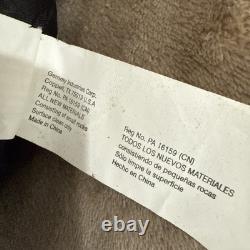 Gemmy Industries Corp.
Coppell, TX 75019 U.S.A
Reg No. PA 16159 (CN)
ALL NEW MATERIALS
Consisting of small rocks
Surface clean only
Made in China
Reg No. PA 16159 (CN)
TODOS LOS NUEVOS MATERIALES
consistiendo de pequeñas rocas
Sólo limpie la superficie
Hecho en China